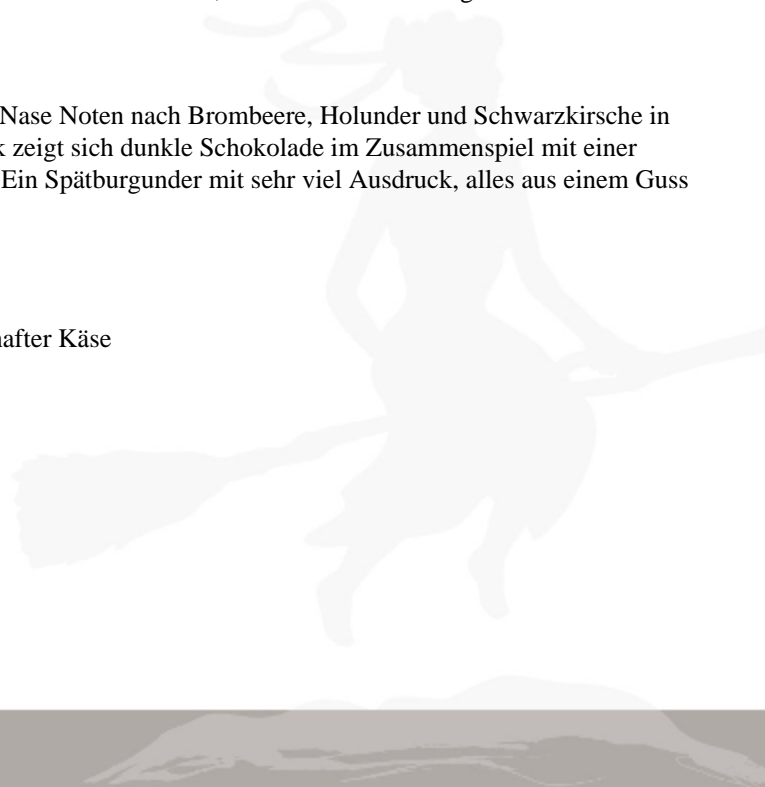 Nase Noten nach Brombeere, Holunder und Schwarzkirsche in
zeigt sich dunkle Schokolade im Zusammenspiel mit einer
Ein Spätburgunder mit sehr viel Ausdruck, alles aus einem Guss
Käse